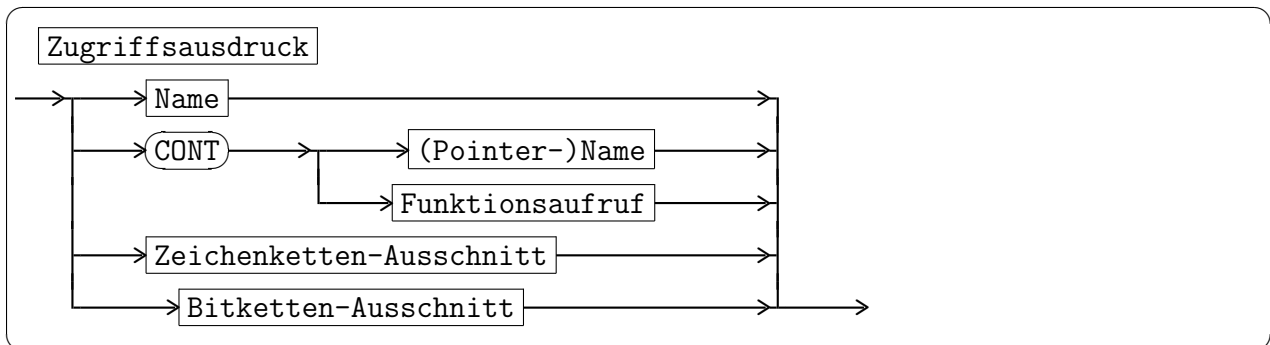 Zugriffsausdruck
Name
CONT (Pointer-)Name
Funktionsaufruf
Zeichenketten-Ausschnitt
Bitketten-Ausschnitt